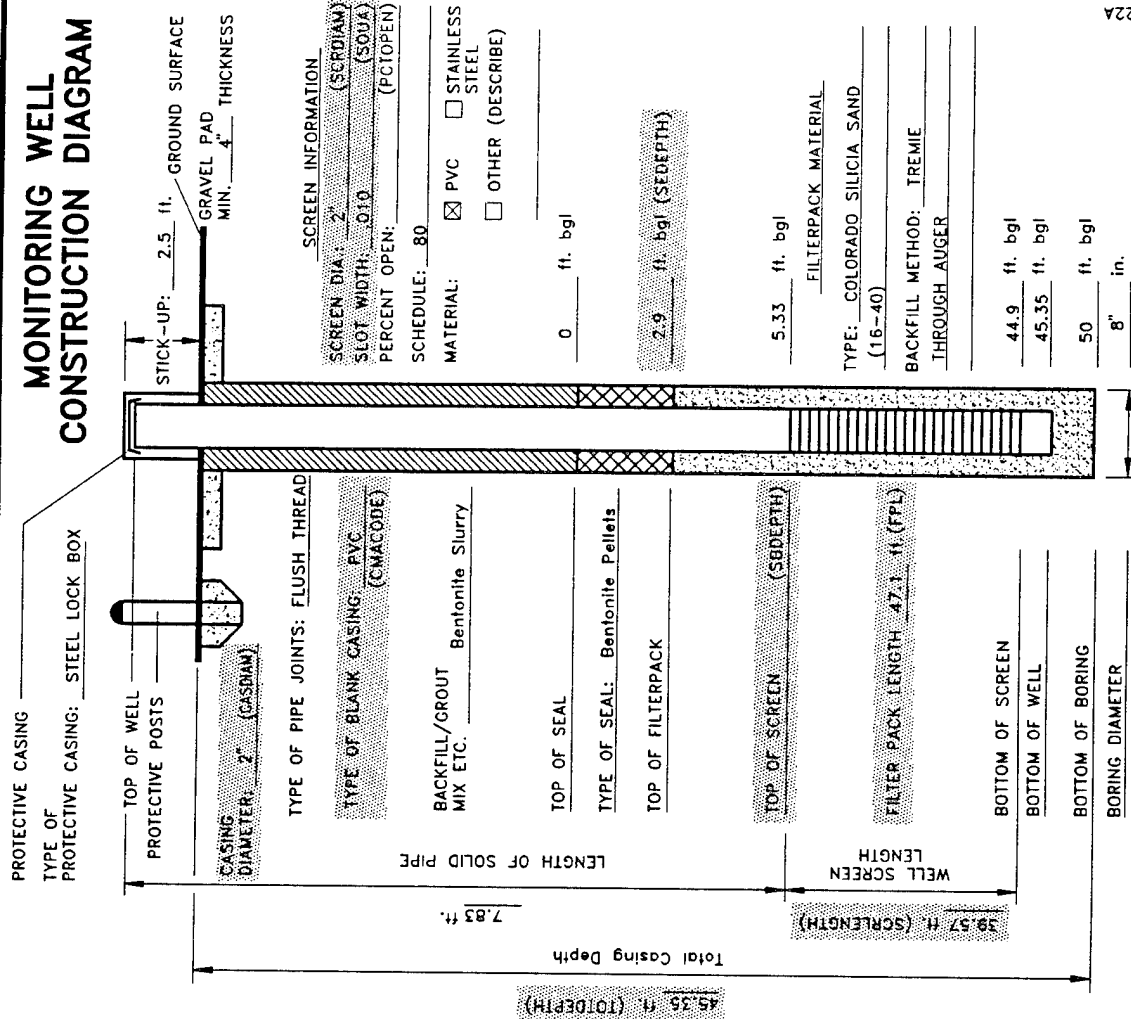 MONITORING WELL
CONSTRUCTION DIAGRAM
PROTECTIVE CASING
TYPE OF
PROTECTIVE CASING: STEEL LOCK BOX
TOP OF WELL
PROTECTIVE POSTS
STICK-UP: 2.5 ft.
GROUND SURFACE
GRAVEL PAD
MIN. 4" THICKNESS
CASING
DIAMETER: 2" (CASDIAM)
TYPE OF PIPE JOINTS: FLUSH THREAD
TYPE OF BLANK CASING: PVC
(CMACODE)
BACKFILL/GROUT
MIX ETC. Bentonite Slurry
TOP OF SEAL
TYPE OF SEAL: Bentonite Pellets
TOP OF FILTERPACK
TOP OF SCREEN (SBDEPTH)
FILTER PACK LENGTH 47.1 ft.(FPL)
BOTTOM OF SCREEN
BOTTOM OF WELL
BOTTOM OF BORING
BORING DIAMETER
SCREEN INFORMATION
SCREEN DIA.: 2" (SCRDIAM)
SLOT WIDTH: .010 (SOUA)
PERCENT OPEN: (PCTOPEN)
SCHEDULE: 80
MATERIAL: PVC STAINLESS
STEEL
OTHER (DESCRIBE)
0 ft. bgl
2.9 ft. bgl (SEDEPTH)
5.33 ft. bgl
FILTERPACK MATERIAL
TYPE: COLORADO SILICIA SAND
(16-40)
BACKFILL METHOD: TREMIE
THROUGH AUGER
44.9 ft. bgl
45.35 ft. bgl
50 ft. bgl
8" in.
LENGTH OF SOLID PIPE
7.83 ft.
WELL SCREEN
LENGTH
39.57 ft. (SCRLENGTH)
Total Casing Depth
45.35 ft. (TOTDEPTH)
22A